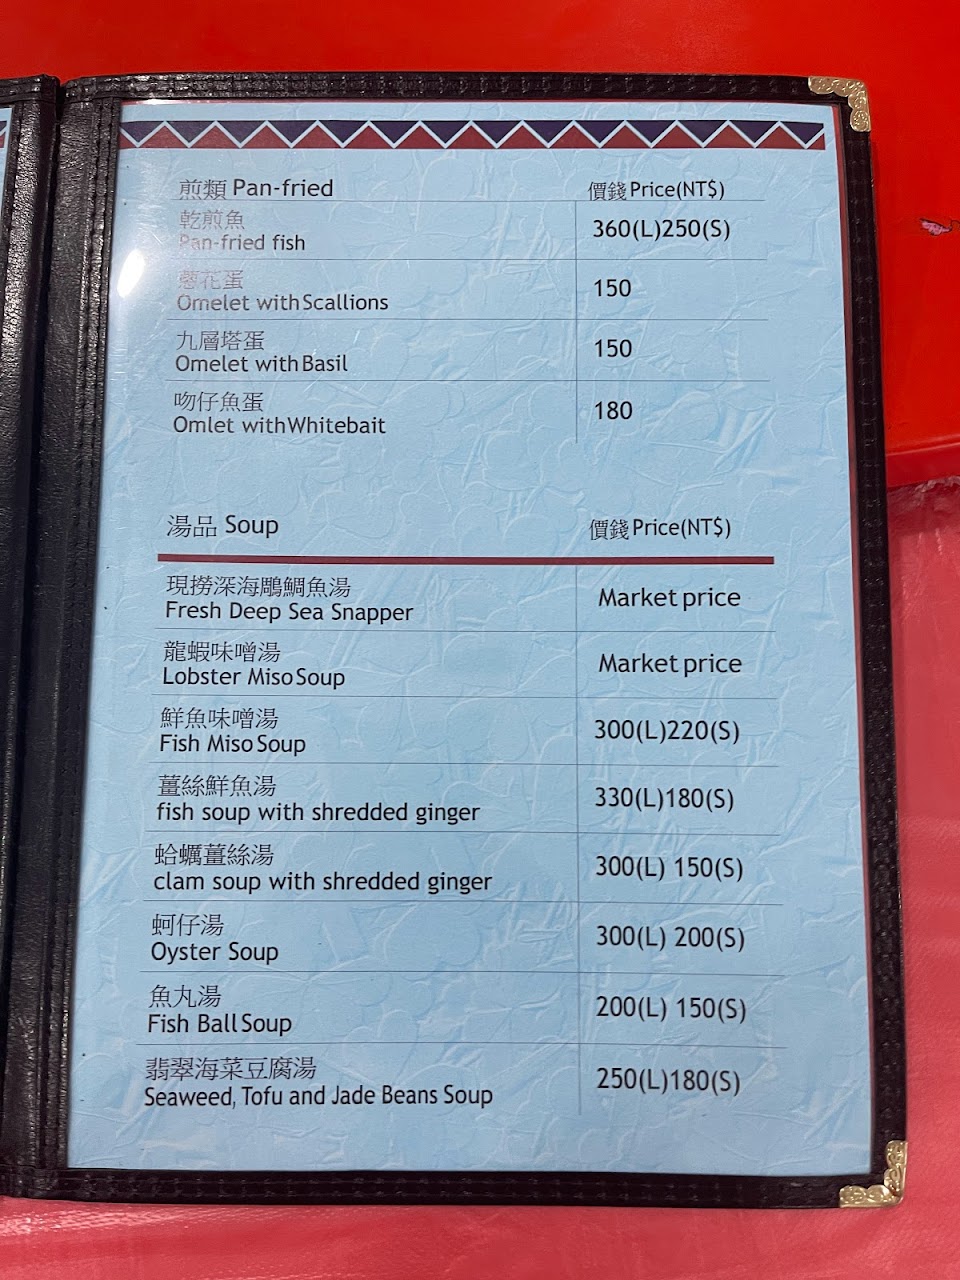 煎類 Pan-fried 價錢 Price(NT$)
乾煎魚
Pan-fried fish 360(L)250(S)
蔥花蛋
Omelet with Scallions 150
九層塔蛋
Omelet with Basil 150
吻仔魚蛋
Omlet with Whitebait 180
湯品 Soup 價錢 Price(NT$)
現撈深海鵰鯛魚湯
Fresh Deep Sea Snapper Market price
龍蝦味噌湯
Lobster Miso Soup Market price
鮮魚味噌湯
Fish Miso Soup 300(L)220(S)
薑絲鮮魚湯
fish soup with shredded ginger 330(L)180(S)
蛤蠣薑絲湯
clam soup with shredded ginger 300(L) 150(S)
蚵仔湯
Oyster Soup 300(L) 200(S)
魚丸湯
Fish Ball Soup 200(L) 150(S)
翡翠海菜豆腐湯
Seaweed, Tofu and Jade Beans Soup 250(L)180(S)